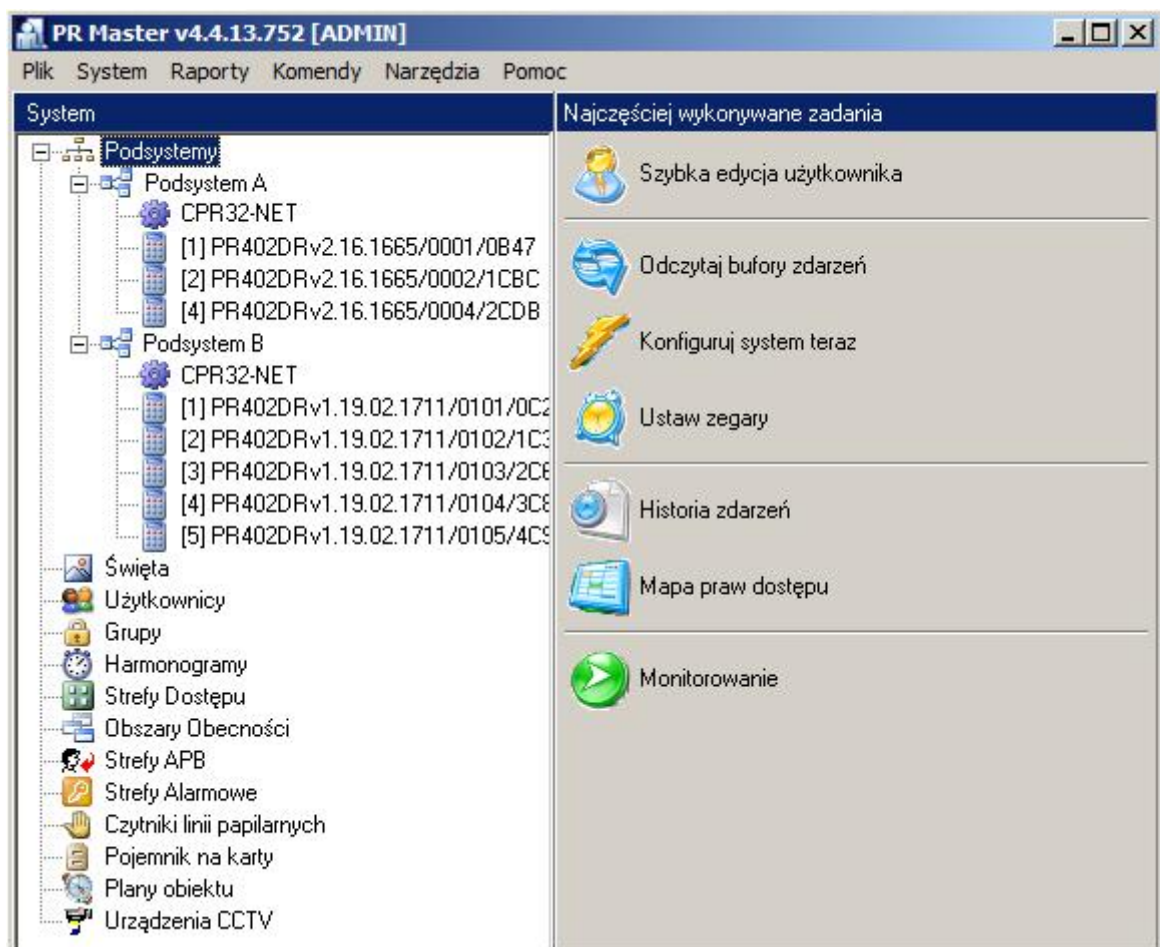 PR Master v4.4.13.752 [ADMIN]
Plik System Raporty Komendy Narzędzia Pomoc
System
Podsystemy
Podsystem A
CPR32-NET
[1] PR402DRv2.16.1665/0001/0B47
[2] PR402DRv2.16.1665/0002/1CBC
[4] PR402DRv2.16.1665/0004/2CDB
Podsystem B
CPR32-NET
[1] PR402DRv1.19.02.1711/0101/0C2
[2] PR402DRv1.19.02.1711/0102/1C3
[3] PR402DRv1.19.02.1711/0103/2C6
[4] PR402DRv1.19.02.1711/0104/3C8
[5] PR402DRv1.19.02.1711/0105/4C9
Święta
Użytkownicy
Grupy
Harmonogramy
Strefy Dostępu
Obszary Obecności
Strefy APB
Strefy Alarmowe
Czytniki linii papilarnych
Pojemnik na karty
Plany obiektu
Urządzenia CCTV
Najczęściej wykonywane zadania
Szybka edycja użytkownika
Odczytaj bufory zdarzeń
Konfiguruj system teraz
Ustaw zegary
Historia zdarzeń
Mapa praw dostępu
Monitorowanie